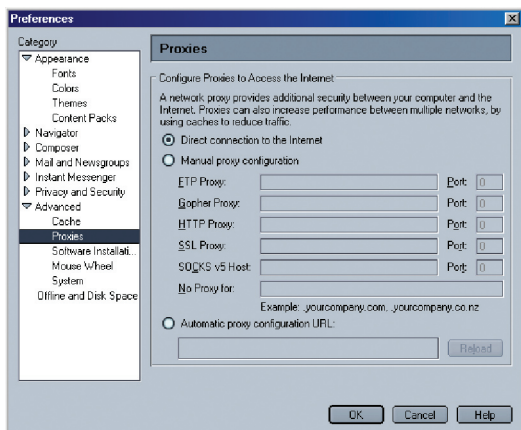 Preferences
Category
Appearance
Fonts
Colors
Themes
Content Packs
Navigator
Composer
Mail and Newsgroups
Instant Messenger
Privacy and Security
Advanced
Cache
Proxies
Software Installati...
Mouse Wheel
System
Offline and Disk Space
Proxies
Configure Proxies to Access the Internet
A network proxy provides additional security between your computer and the
Internet. Proxies can also increase performance between multiple networks, by
using caches to reduce traffic.
Direct connection to the Internet
Manual proxy configuration
FTP Proxy: Port: 0
Gopher Proxy: Port: 0
HTTP Proxy: Port: 0
SSL Proxy: Port: 0
SOCKS v5 Host: Port: 0
No Proxy for:
Example: .yourcompany.com, .yourcompany.co.nz
Automatic proxy configuration URL:
Reload
OK Cancel Help